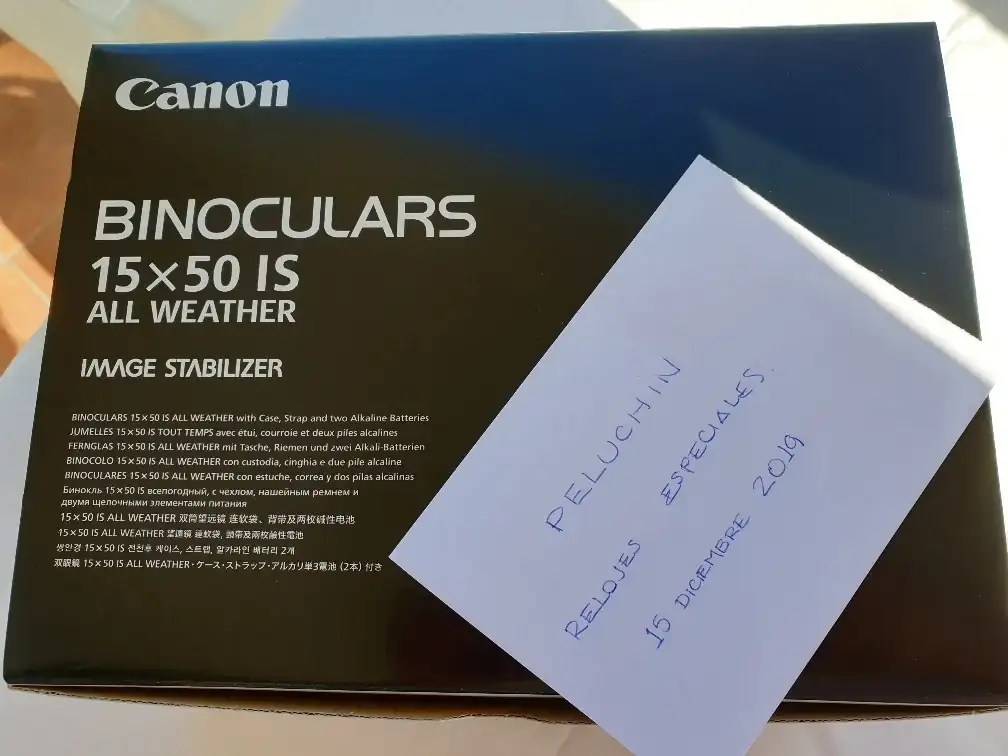 Canon
BINOCULARS
15×50 IS
ALL WEATHER
IMAGE STABILIZER
BINOCULARS 15×50 IS ALL WEATHER with Case, Strap and two Alkaline Batteries
JUMELLES 15×50 IS TOUT TEMPS avec étui, courroie et deux piles alcalines
FERNGLAS 15×50 IS ALL WEATHER mit Tasche, Riemen und zwei Alkali-Batterien
BINOCOLO 15×50 IS ALL WEATHER con custodia, cinghia e due pile alcaline
BINOCULARES 15×50 IS ALL WEATHER con estuche, correa y dos pilas alcalinas
Бинокль 15×50 IS всепогодный, с чехлом, нашейным ремнем и
двумя щелочными элементами питания
15×50 IS ALL WEATHER 双筒望远镜 连软袋、背带及两枚碱性电池
15×50 IS ALL WEATHER 望遠鏡 連軟袋、頸帶及兩枚鹼性電池
쌍안경 15×50 IS 전천후 케이스, 스트랩, 알카라인 배터리 2개
双眼鏡 15×50 IS ALL WEATHER・ケース・ストラップ・アルカリ単3電池 (2本) 付き
PELUCHIN
RELOJES ESPECIALES.
15 DICIEMBRE 2019